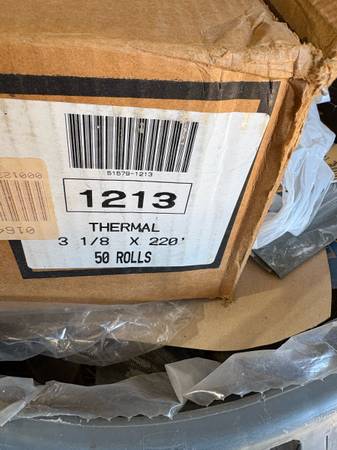 51579-1213
1213
THERMAL
3 1/8 X 220'
50 ROLLS